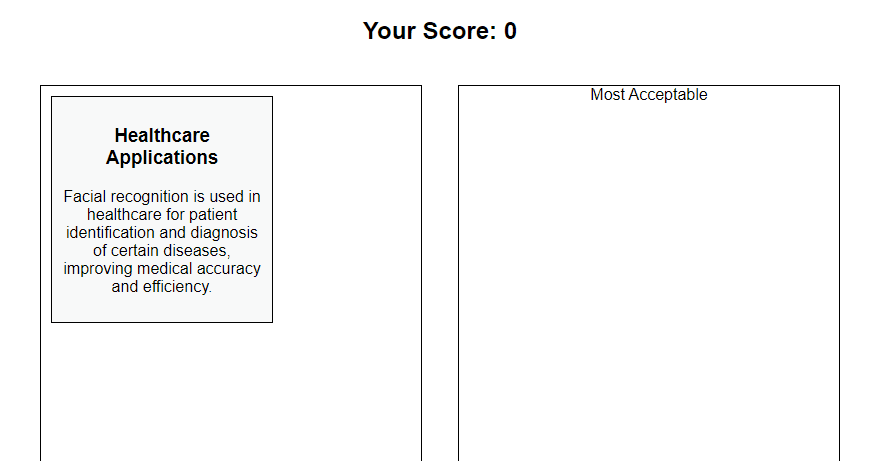 Your Score: 0
Healthcare
Applications
Facial recognition is used in
healthcare for patient
identification and diagnosis
of certain diseases,
improving medical accuracy
and efficiency.
Most Acceptable